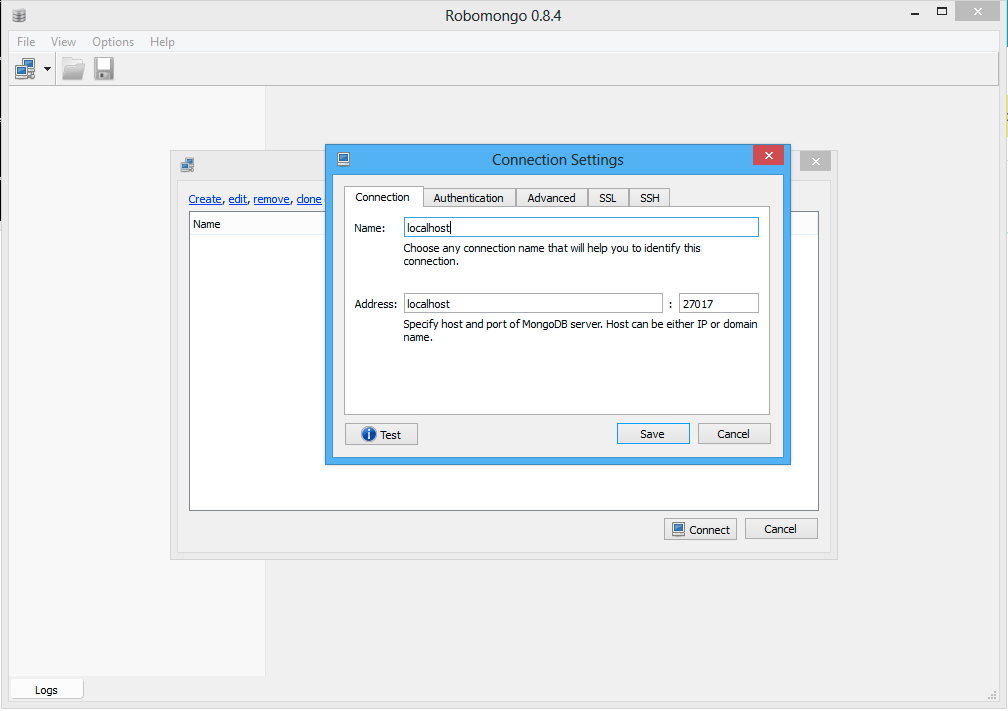 Robomongo 0.8.4
File View Options Help
Connection Settings
Create, edit, remove, clone
Name
Connection Authentication Advanced SSL SSH
Name: localhost
Choose any connection name that will help you to identify this
connection.
Address: localhost : 27017
Specify host and port of MongoDB server. Host can be either IP or domain
name.
Test Save Cancel
Connect Cancel
Logs